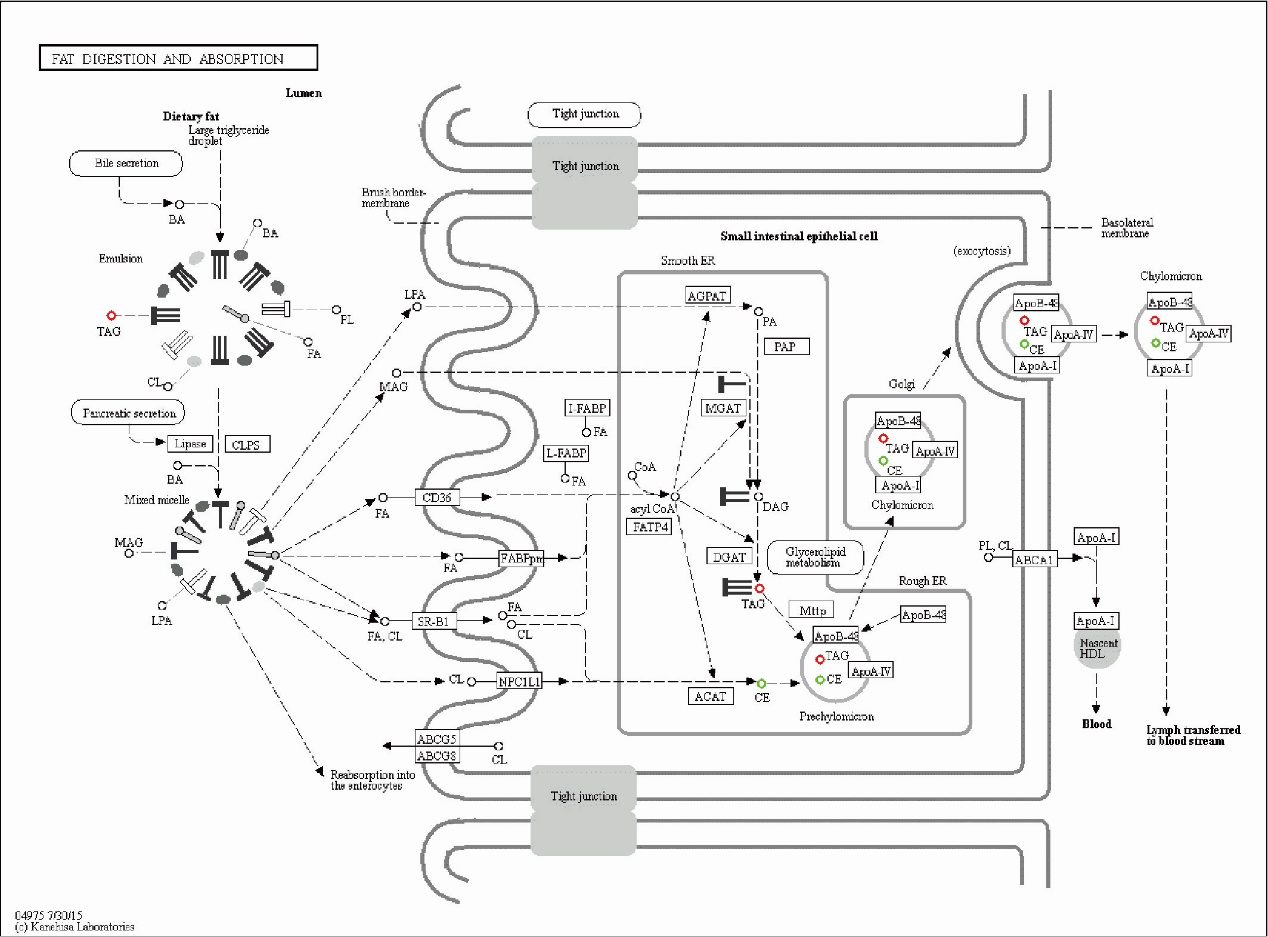 FAT DIGESTION AND ABSORPTION
Lumen
Dietary fat
Large triglyceride
droplet
Bile secretion
BA
BA
Emulsion
TAG
PL
FA
CL
Pancreatic secretion
Lipase
CLPS
BA
Mixed micelle
MAG
LPA
Reabsorption into
the enterocytes
Tight junction
Tight junction
Brush border-
membrane
Small intestinal epithelial cell
Basolateral
membrane
(exocytosis)
Smooth ER
LPA
AGPAT
PA
PAP
MAG
MGAT
I-FABP
FA
L-FABP
FA
CoA
acyl CoA
FATP4
FA
CD36
DAG
FA
FABPpm
DGAT
Glycerolipid
metabolism
TAG
Rough ER
FA
FA, CL
SR-B1
CL
Mttp
ApoB-48
ApoB-48
TAG
ApoA-IV
CE
Prechylomicron
CL
NPC1L1
ACAT
CE
ABCG5
ABCG8
CL
Tight junction
Golgi
ApoB-48
TAG
ApoA-IV
CE
ApoA-I
Chylomicron
ApoB-48
TAG
ApoA-IV
CE
ApoA-I
Chylomicron
ApoB-48
TAG
ApoA-IV
CE
ApoA-I
PL, CL
ABCA1
ApoA-I
ApoA-I
Nascent
HDL
Blood
Lymph transferred
to blood stream
04975 7/30/15
(c) Kanehisa Laboratories